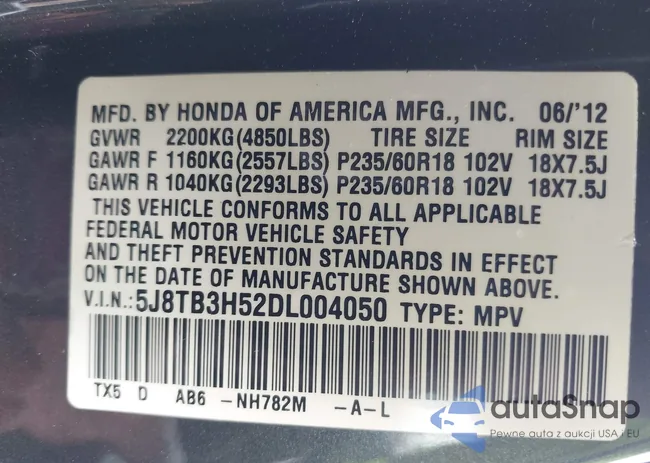 MFD. BY HONDA OF AMERICA MFG., INC. 06/'12
GVWR 2200KG(4850LBS) TIRE SIZE RIM SIZE
GAWR F 1160KG(2557LBS) P235/60R18 102V 18X7.5J
GAWR R 1040KG(2293LBS) P235/60R18 102V 18X7.5J
THIS VEHICLE CONFORMS TO ALL APPLICABLE
FEDERAL MOTOR VEHICLE SAFETY
AND THEFT PREVENTION STANDARDS IN EFFECT
ON THE DATE OF MANUFACTURE SHOWN ABOVE.
V.I.N.: 5J8TB3H52DL004050 TYPE: MPV
TX5 D AB6 -NH782M -A-L
autoSnap
Pewne auta z aukcji USA i EU